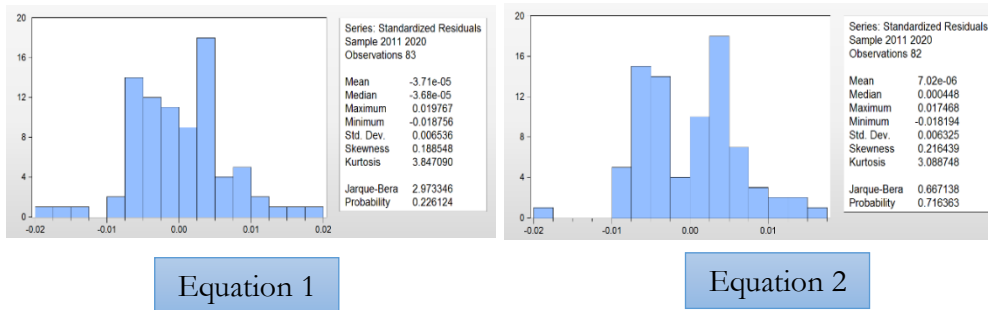 20
16
12
8
4
0
-0.02
-0.01
0.00
0.01
0.02
Series: Standardized Residuals
Sample 2011 2020
Observations 83
Mean -3.71e-05
Median -3.68e-05
Maximum 0.019767
Minimum -0.018756
Std. Dev. 0.006536
Skewness 0.188548
Kurtosis 3.847090
Jarque-Bera 2.973346
Probability 0.226124
Equation 1
20
16
12
8
4
0
-0.02
-0.01
0.00
0.01
Series: Standardized Residuals
Sample 2011 2020
Observations 82
Mean 7.02e-06
Median 0.000448
Maximum 0.017468
Minimum -0.018194
Std. Dev. 0.006325
Skewness 0.216439
Kurtosis 3.088748
Jarque-Bera 0.667138
Probability 0.716363
Equation 2